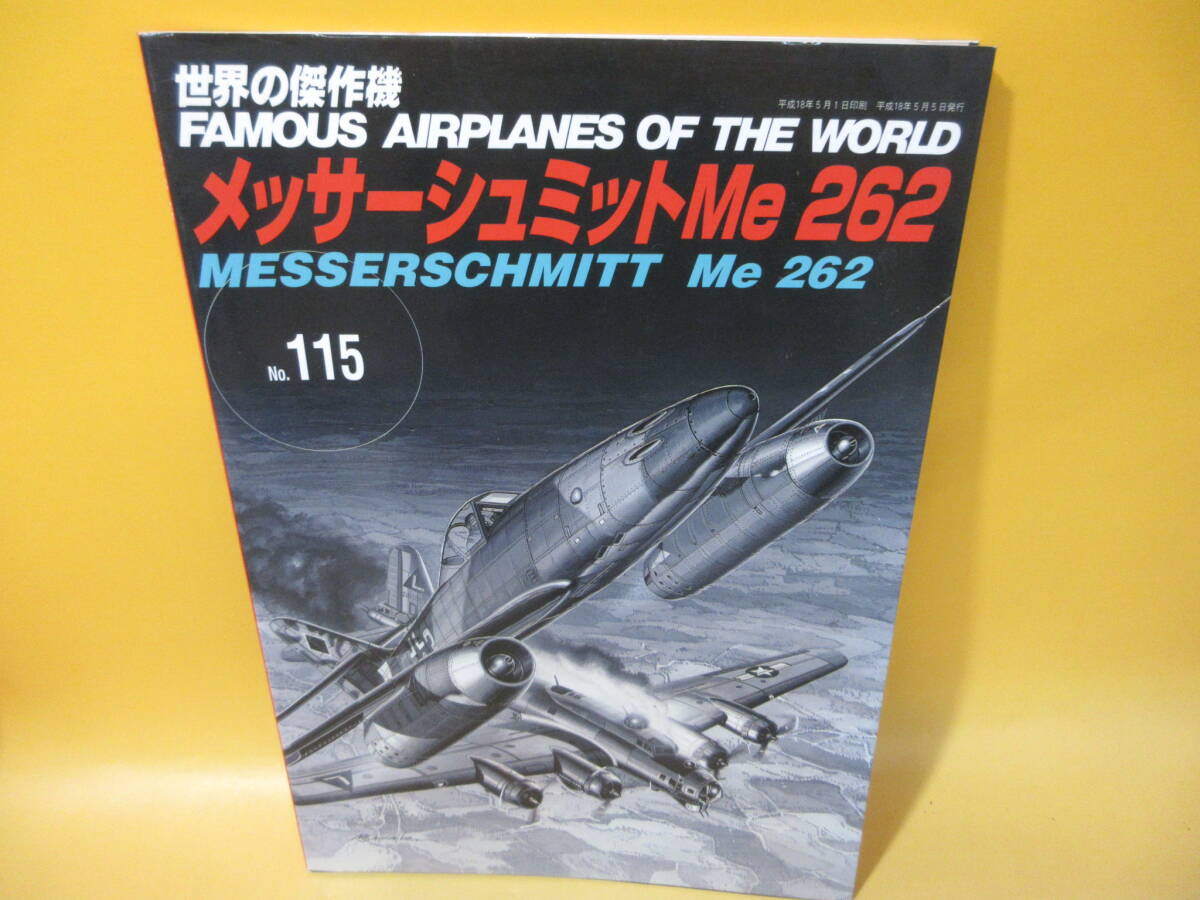 世界の傑作機
平成18年5月1日印刷 平成18年5月5日発行
FAMOUS AIRPLANES OF THE WORLD
メッサーシュミットMe 262
MESSERSCHMITT Me 262
No.115